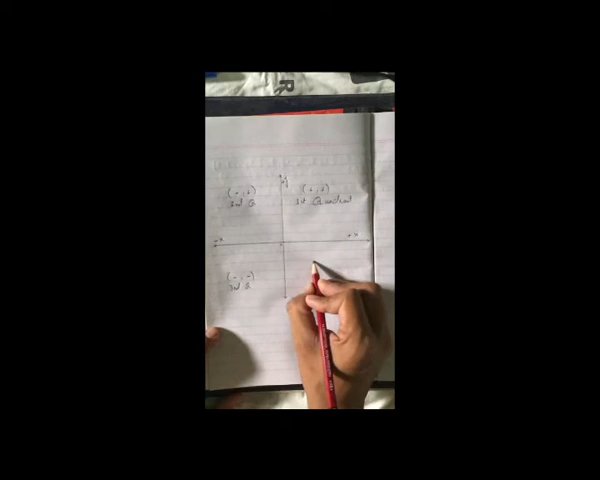 R
+y
(-, +)
2nd Q
(+, +)
1st Quadrant
-x
+x
(-, -)
3rd Q